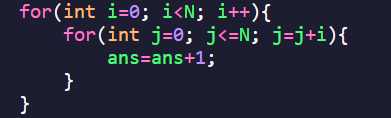 for(int i=0; i<N; i++){
    for(int j=0; j<=N; j=j+i){
        ans=ans+1;
    }
}